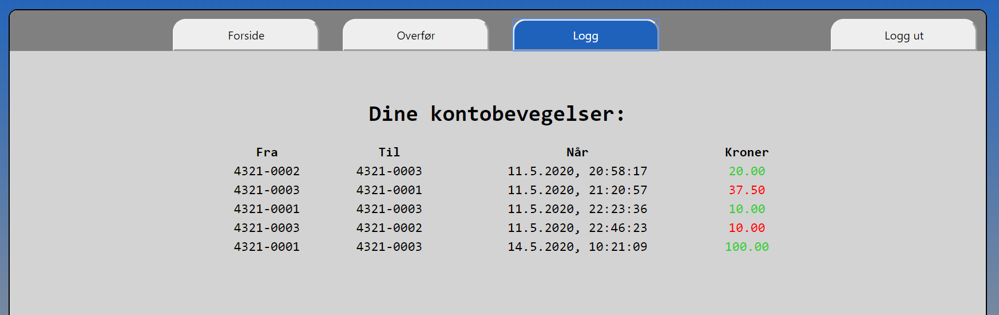 Forside Overfør Logg Logg ut
Dine kontobevegelser:
Fra Til Når Kroner
4321-0002 4321-0003 11.5.2020, 20:58:17 20.00
4321-0003 4321-0001 11.5.2020, 21:20:57 37.50
4321-0001 4321-0003 11.5.2020, 22:23:36 10.00
4321-0003 4321-0002 11.5.2020, 22:46:23 10.00
4321-0001 4321-0003 14.5.2020, 10:21:09 100.00